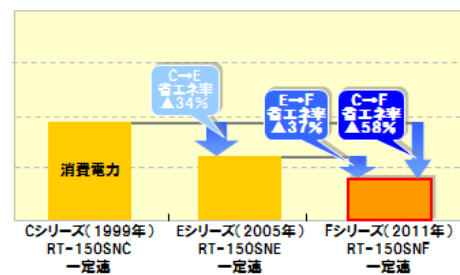 C→E
省エネ率
▲34%
E→F
省エネ率
▲37%
C→F
省エネ率
▲58%
消費電力
Cシリーズ(1999年)
RT-150SNC
一定速
Eシリーズ(2005年)
RT-150SNE
一定速
Fシリーズ(2011年)
RT-150SNF
一定速